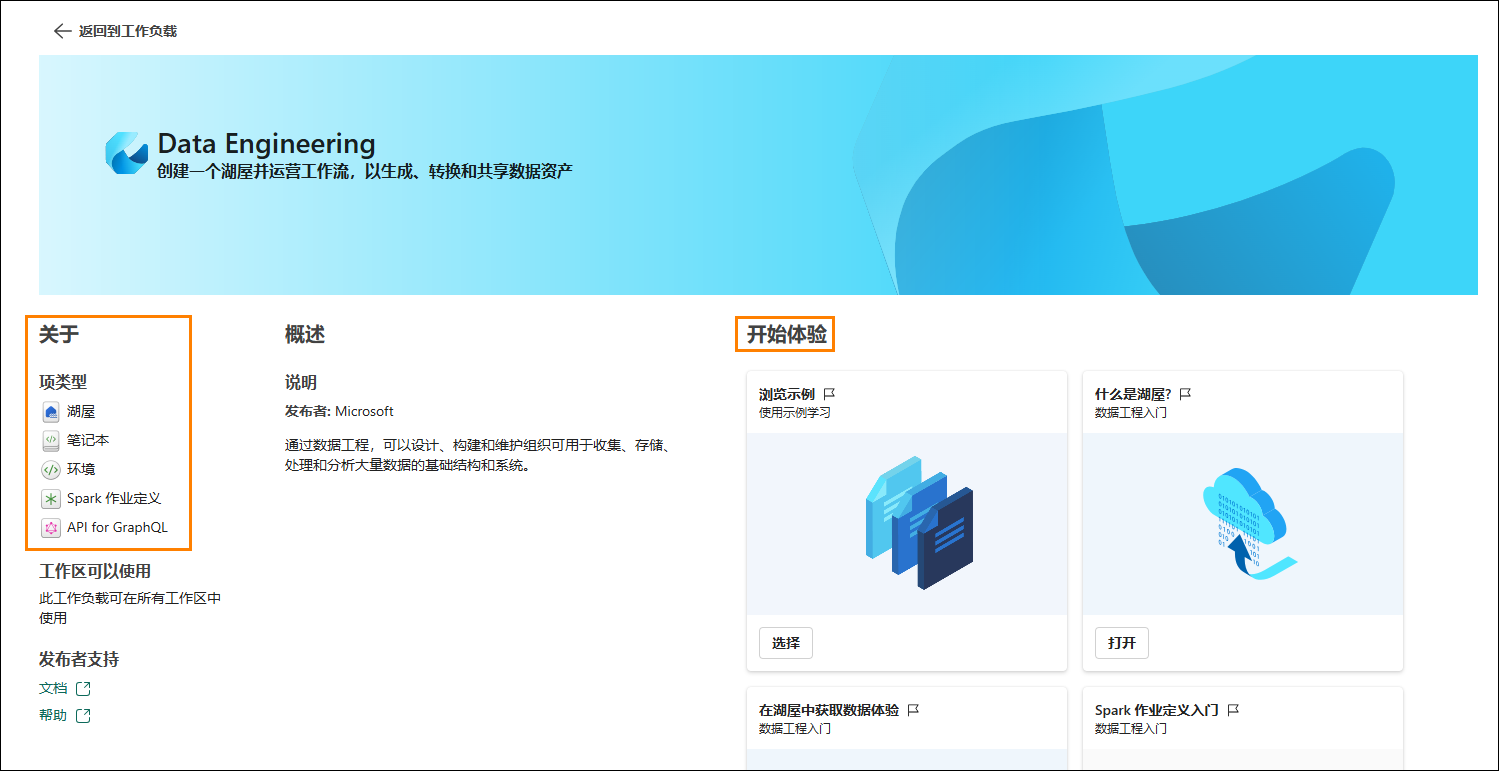 返回到工作负载
Data Engineering
创建一个湖屋并运营工作流，以生成、转换和共享数据资产
关于
项类型
湖屋
笔记本
环境
Spark 作业定义
API for GraphQL
工作区可以使用
此工作负载可在所有工作区中
使用
发布者支持
文档
帮助
概述
说明
发布者: Microsoft
通过数据工程，可以设计、构建和维护组织可用于收集、存储、
处理和分析大量数据的基础结构和系统。
开始体验
浏览示例
使用示例学习
选择
什么是湖屋?
数据工程入门
打开
在湖屋中获取数据体验
数据工程入门
Spark 作业定义入门
数据工程入门